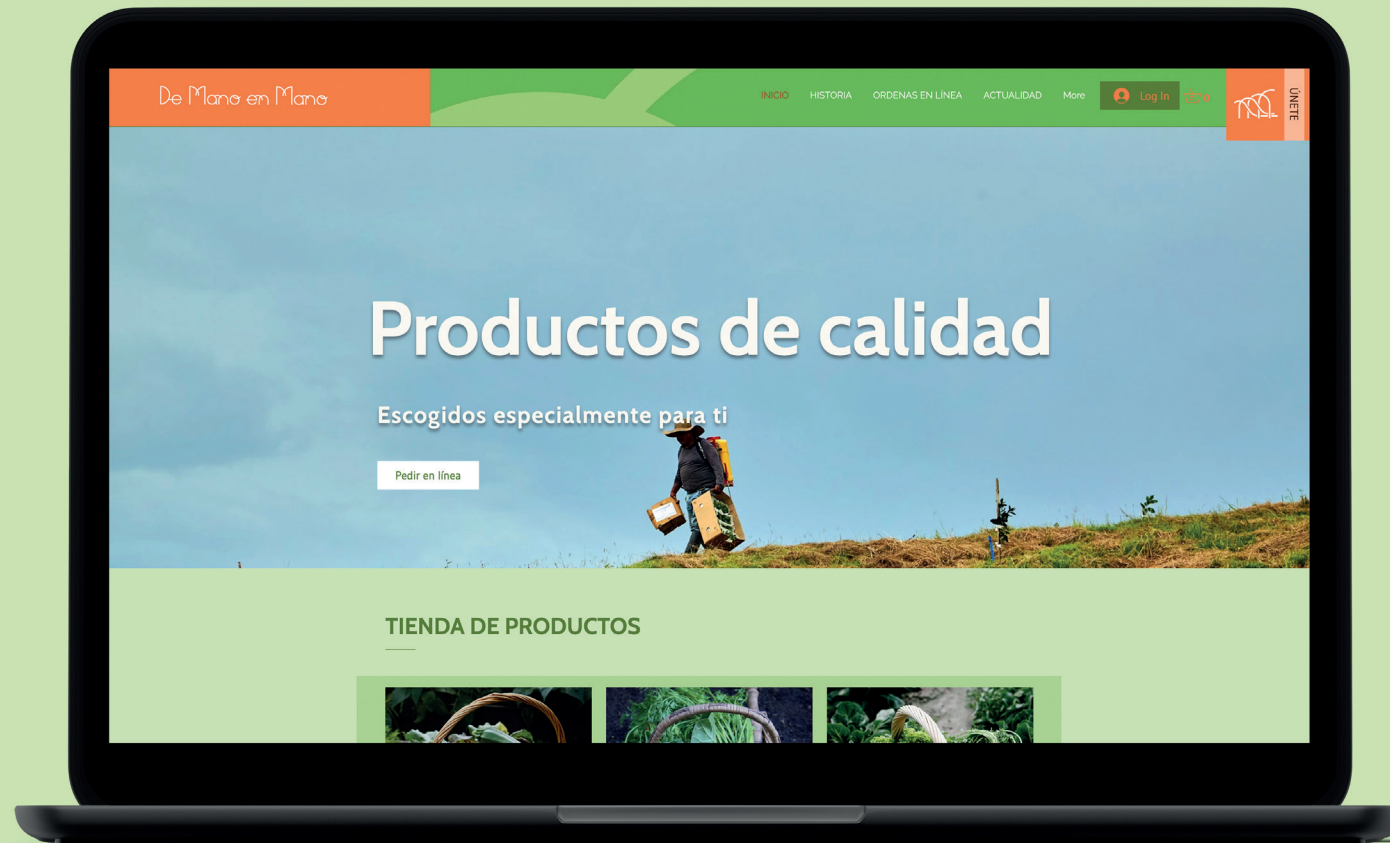 De Mano en Mano
INICIO HISTORIA ORDENAS EN LÍNEA ACTUALIDAD More Log In
ÚNETE
Productos de calidad
Escogidos especialmente para ti
Pedir en línea
TIENDA DE PRODUCTOS